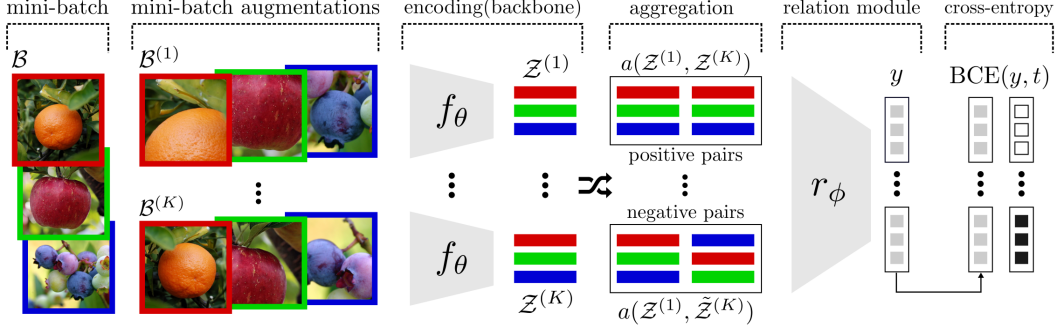 mini-batch
mini-batch augmentations
encoding(backbone)
aggregation
relation module
cross-entropy
ℬ
ℬ^{(1)}
f_θ
𝒵^{(1)}
a(𝒵^{(1)}, 𝒵^{(K)})
y
BCE(y, t)
positive pairs
r_ϕ
ℬ^{(K)}
f_θ
negative pairs
𝒵^{(K)}
a(𝒵^{(1)}, 𝒵̃^{(K)})